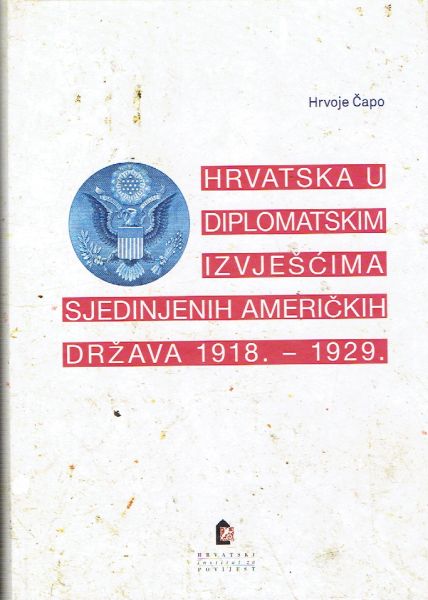 Hrvoje Čapo
HRVATSKA U
DIPLOMATSKIM
IZVJEŠĆIMA
SJEDINJENIH AMERIČKIH
DRŽAVA 1918. – 1929.
HRVATSKI
institut za
POVIJEST